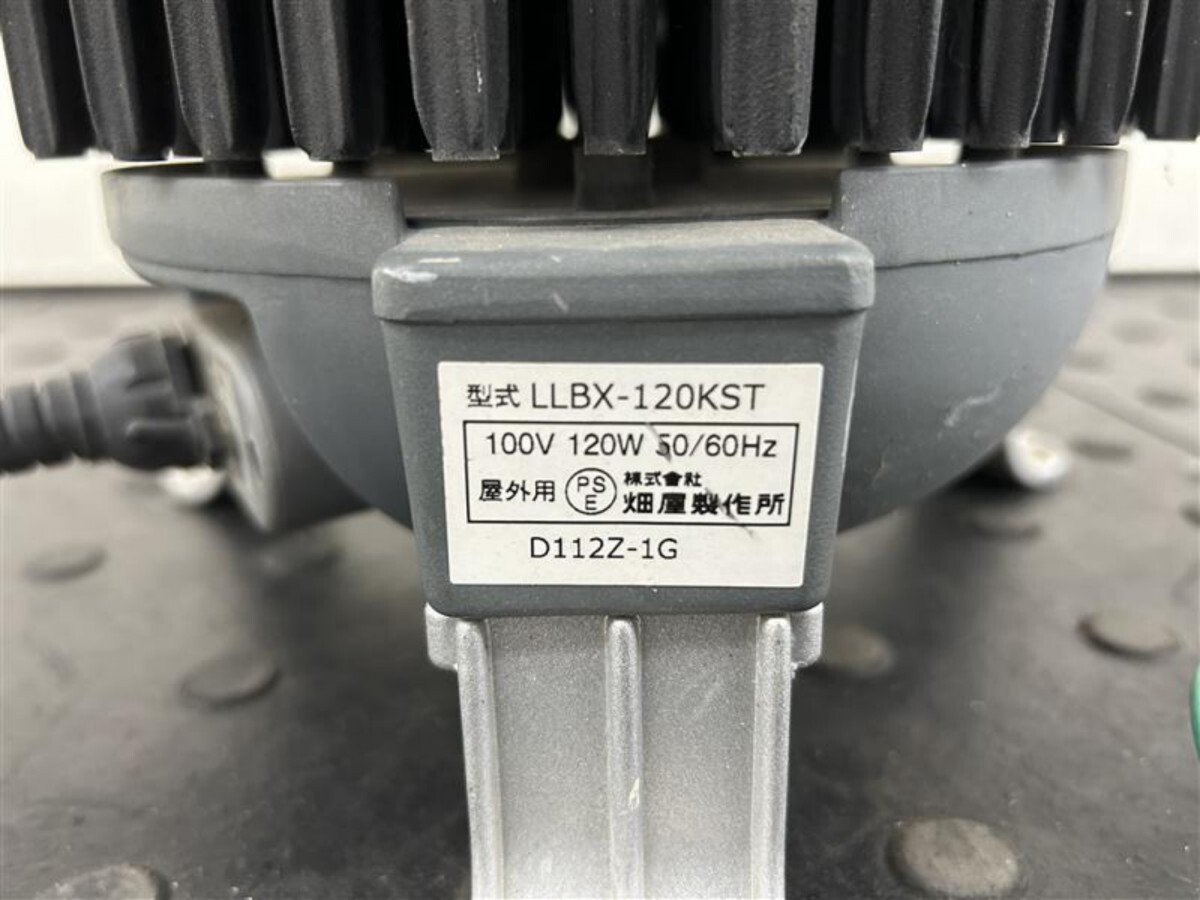 型式 LLBX-120KST
100V 120W 50/60Hz
屋外用 PSE 株式會社
畑屋製作所
D112Z-1G